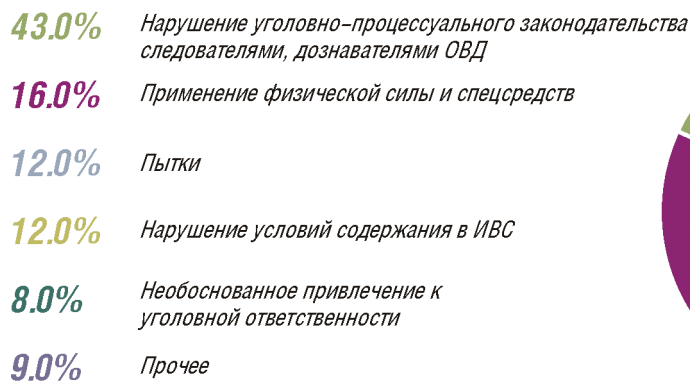 43.0% Нарушение уголовно-процессуального законодательства
следователями, дознавателями ОВД
16.0% Применение физической силы и спецсредств
12.0% Пытки
12.0% Нарушение условий содержания в ИВС
8.0% Необоснованное привлечение к
уголовной ответственности
9.0% Прочее